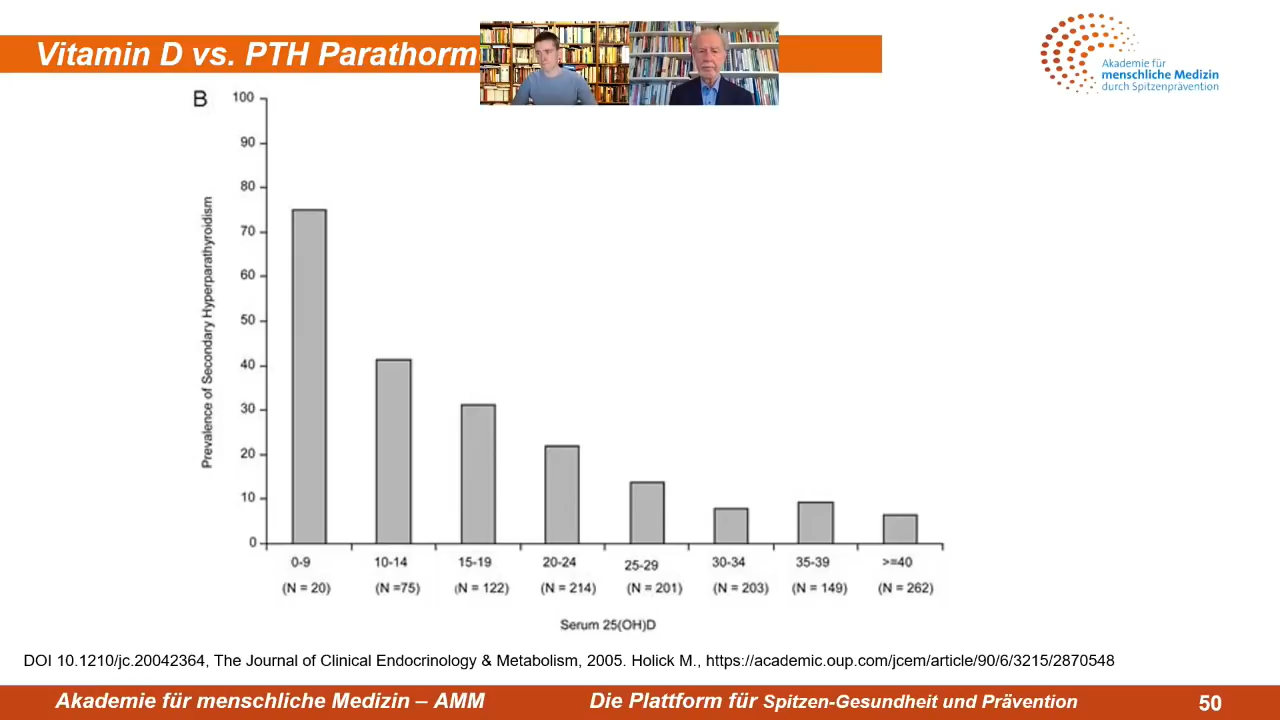 Vitamin D vs. PTH Parathorm
Akademie für
menschliche Medizin
durch Spitzenprävention
B
100
90
80
70
60
50
40
30
20
10
0
Prevalence of Secondary Hyperparathyroidism
0-9 10-14 15-19 20-24 25-29 30-34 35-39 >=40
(N = 20) (N =75) (N = 122) (N = 214) (N = 201) (N = 203) (N = 149) (N = 262)
Serum 25(OH)D
DOI 10.1210/jc.20042364, The Journal of Clinical Endocrinology & Metabolism, 2005. Holick M., https://academic.oup.com/jcem/article/90/6/3215/2870548
Akademie für menschliche Medizin – AMM Die Plattform für Spitzen-Gesundheit und Prävention 50